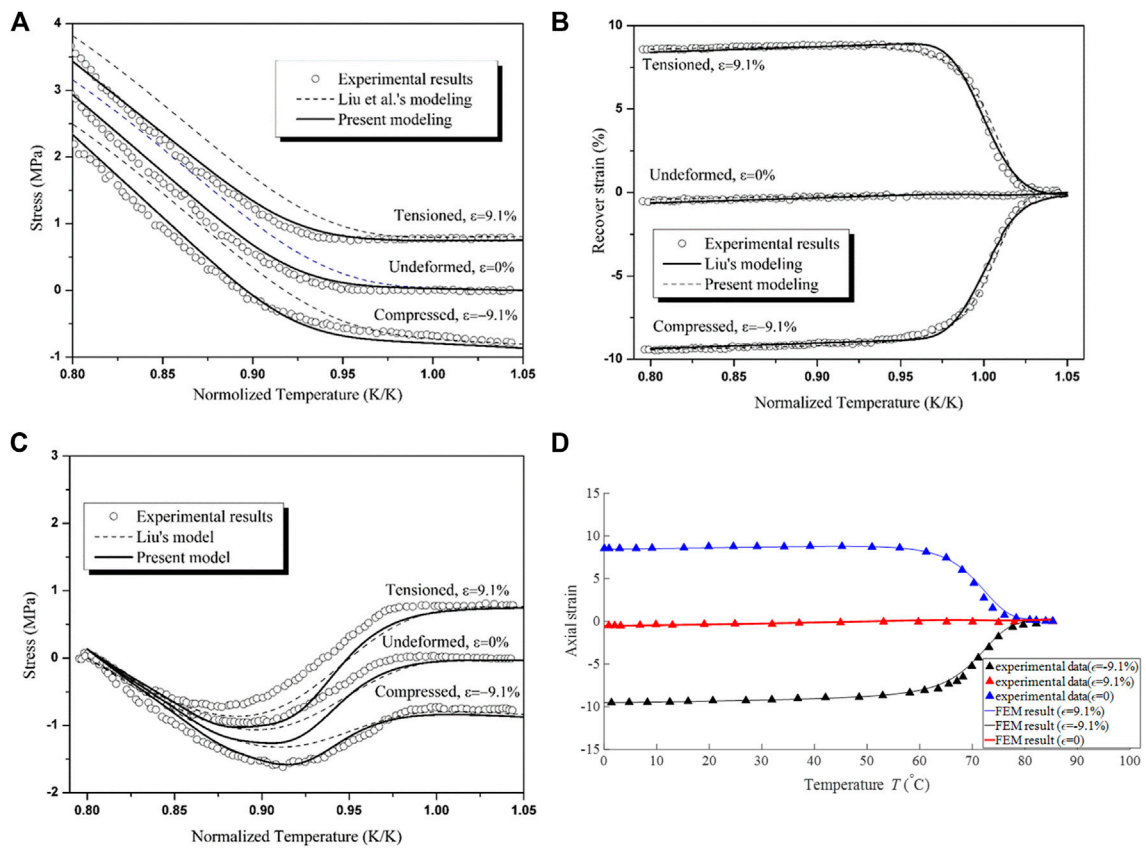 A
4
3
2
1
0
-1
Stress (MPa)
Experimental results
Liu et al.'s modeling
Present modeling
Tensioned, ε=9.1%
Undeformed, ε=0%
Compressed, ε=−9.1%
0.80 0.85 0.90 0.95 1.00 1.05
Normolized Temperature (K/K)
B
10
5
0
-5
-10
Recover strain (%)
Tensioned, ε=9.1%
Undeformed, ε=0%
Experimental results
Liu's modeling
Present modeling
Compressed, ε=−9.1%
0.80 0.85 0.90 0.95 1.00 1.05
Normalized Temperature (K/K)
C
3
2
1
0
-1
-2
Stress (MPa)
Experimental results
Liu's model
Present model
Tensioned, ε=9.1%
Undeformed, ε=0%
Compressed, ε=−9.1%
0.80 0.85 0.90 0.95 1.00 1.05
Normalized Temperature (K/K)
D
15
10
5
0
-5
-10
-15
Axial strain
experimental data(ϵ=-9.1%)
experimental data(ϵ=9.1%)
experimental data(ϵ=0)
FEM result (ϵ=9.1%)
FEM result (ϵ=-9.1%)
FEM result (ϵ=0)
0 10 20 30 40 50 60 70 80 90 100
Temperature T (°C)